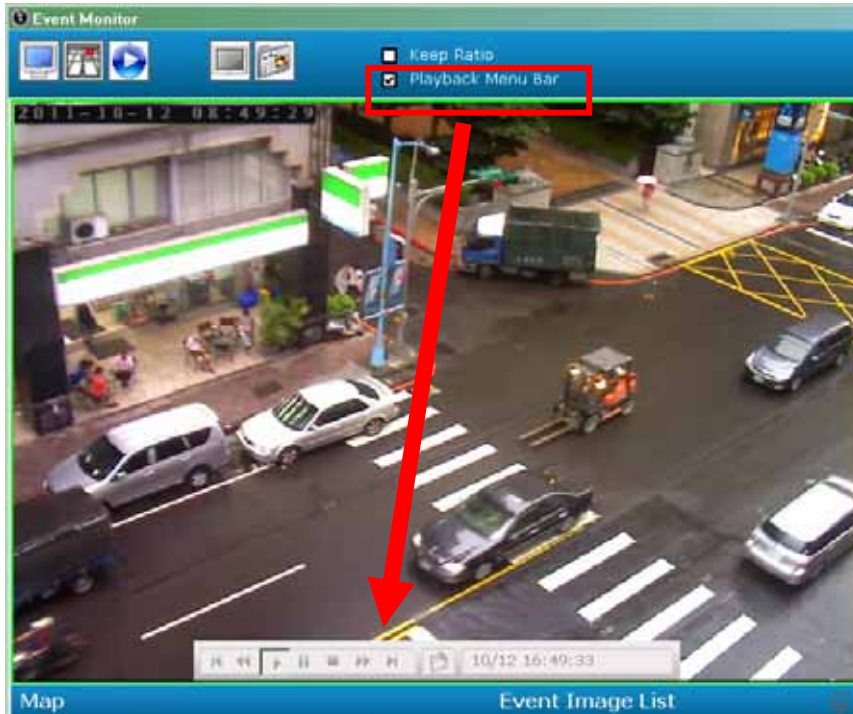 Event Monitor
Keep Ratio
Playback Menu Bar
2011-10-12 08:49:29
10/12 16:49:33
Map
Event Image List